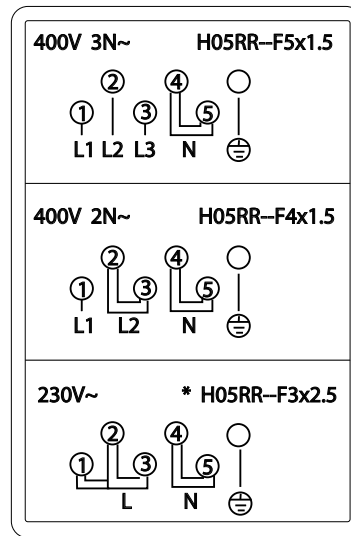 400V 3N~ H05RR--F5x1.5
2 4
1 3 5
L1 L2 L3 N
400V 2N~ H05RR--F4x1.5
2 4
1 3 5
L1 L2 N
230V~ * H05RR--F3x2.5
2 4
1 3 5
L N